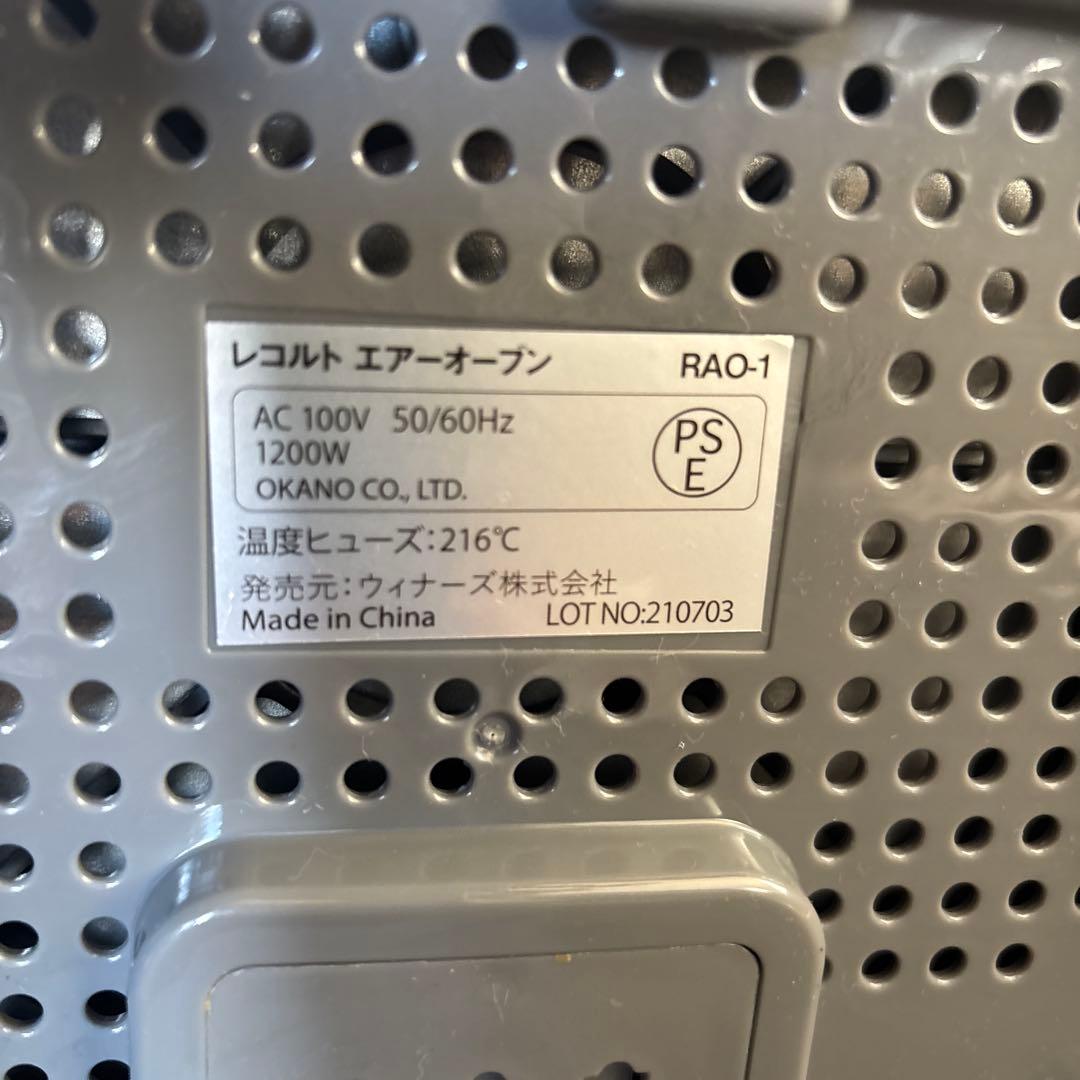 レコルト エアーオーブン RAO-1
AC 100V 50/60Hz
1200W
OKANO CO., LTD.
PS
E
温度ヒューズ:216℃
発売元:ウィナーズ株式会社
Made in China LOT NO:210703